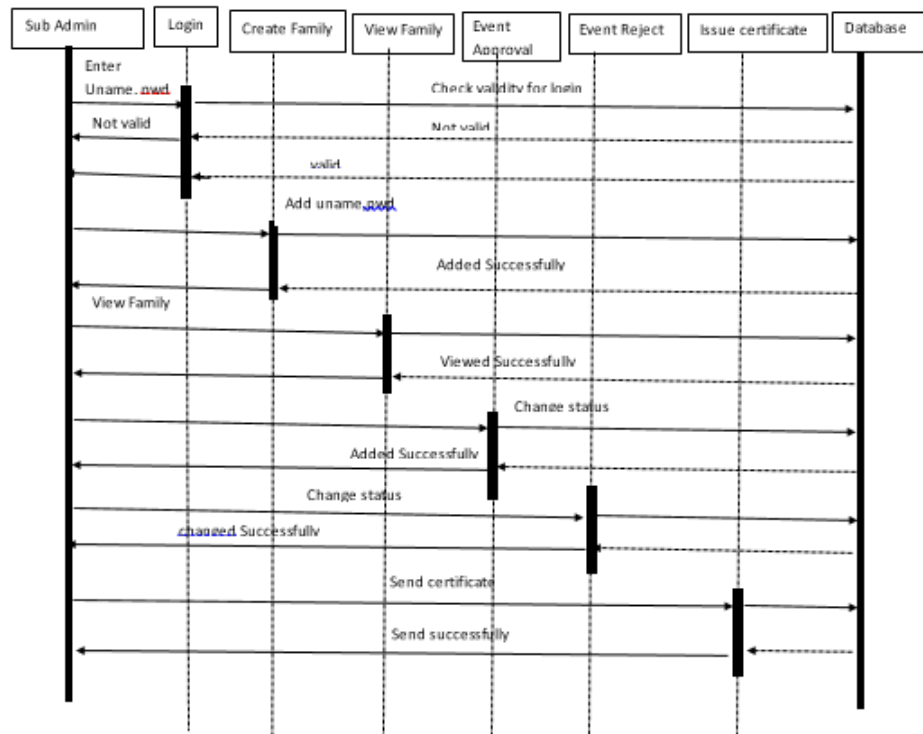 Sub Admin
Login
Create Family
View Family
Event
Approval
Event Reject
Issue certificate
Database
Enter
Uname. pwd
Check validity for login
Not valid
Not valid
valid
Add uname.pwd
Added Successfully
View Family
Viewed Successfully
Change status
Added Successfully
Change status
changed Successfully
Send certificate
Send successfully